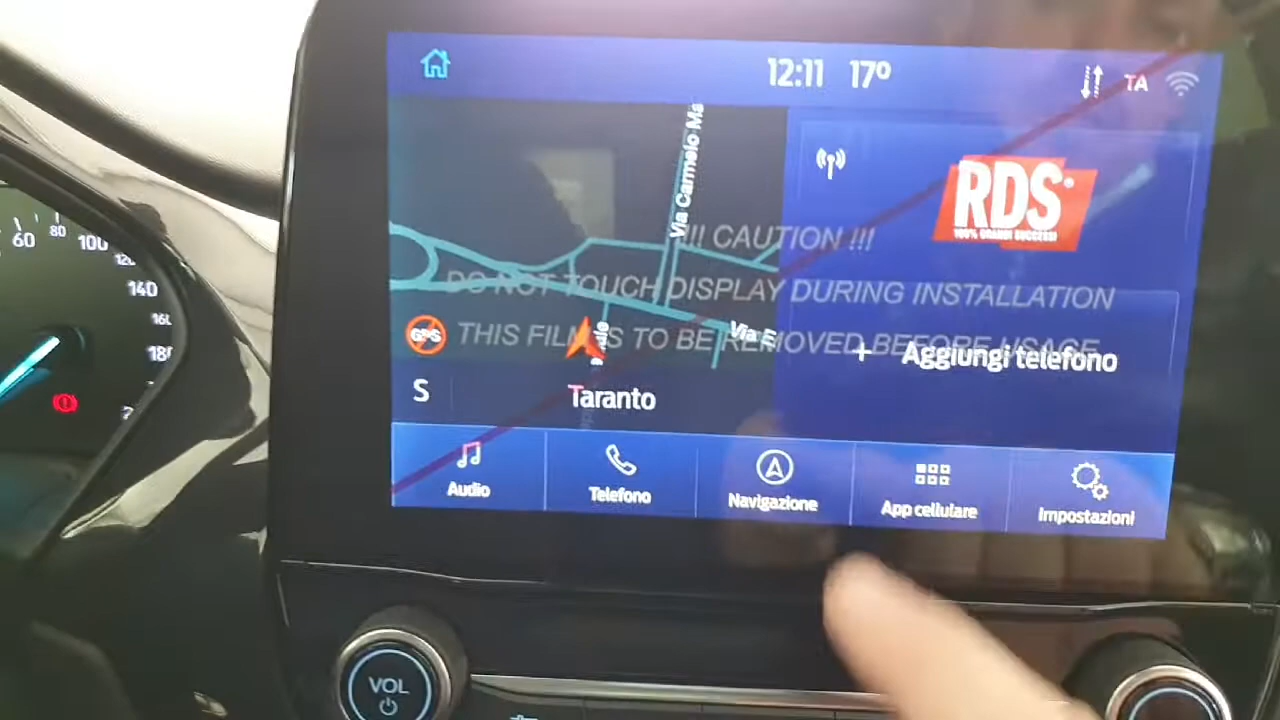 12:11 17°
TA
Via Carmelo Ma
RDS
100% GRANDI SUCCESSI
!!! CAUTION !!!
DO NOT TOUCH DISPLAY DURING INSTALLATION
THIS FILM IS TO BE REMOVED BEFORE USAGE
GPS
+ Aggiungi telefono
S
Taranto
Audio
Telefono
Navigazione
App cellulare
Impostazioni
60
80
100
120
140
160
180
VOL